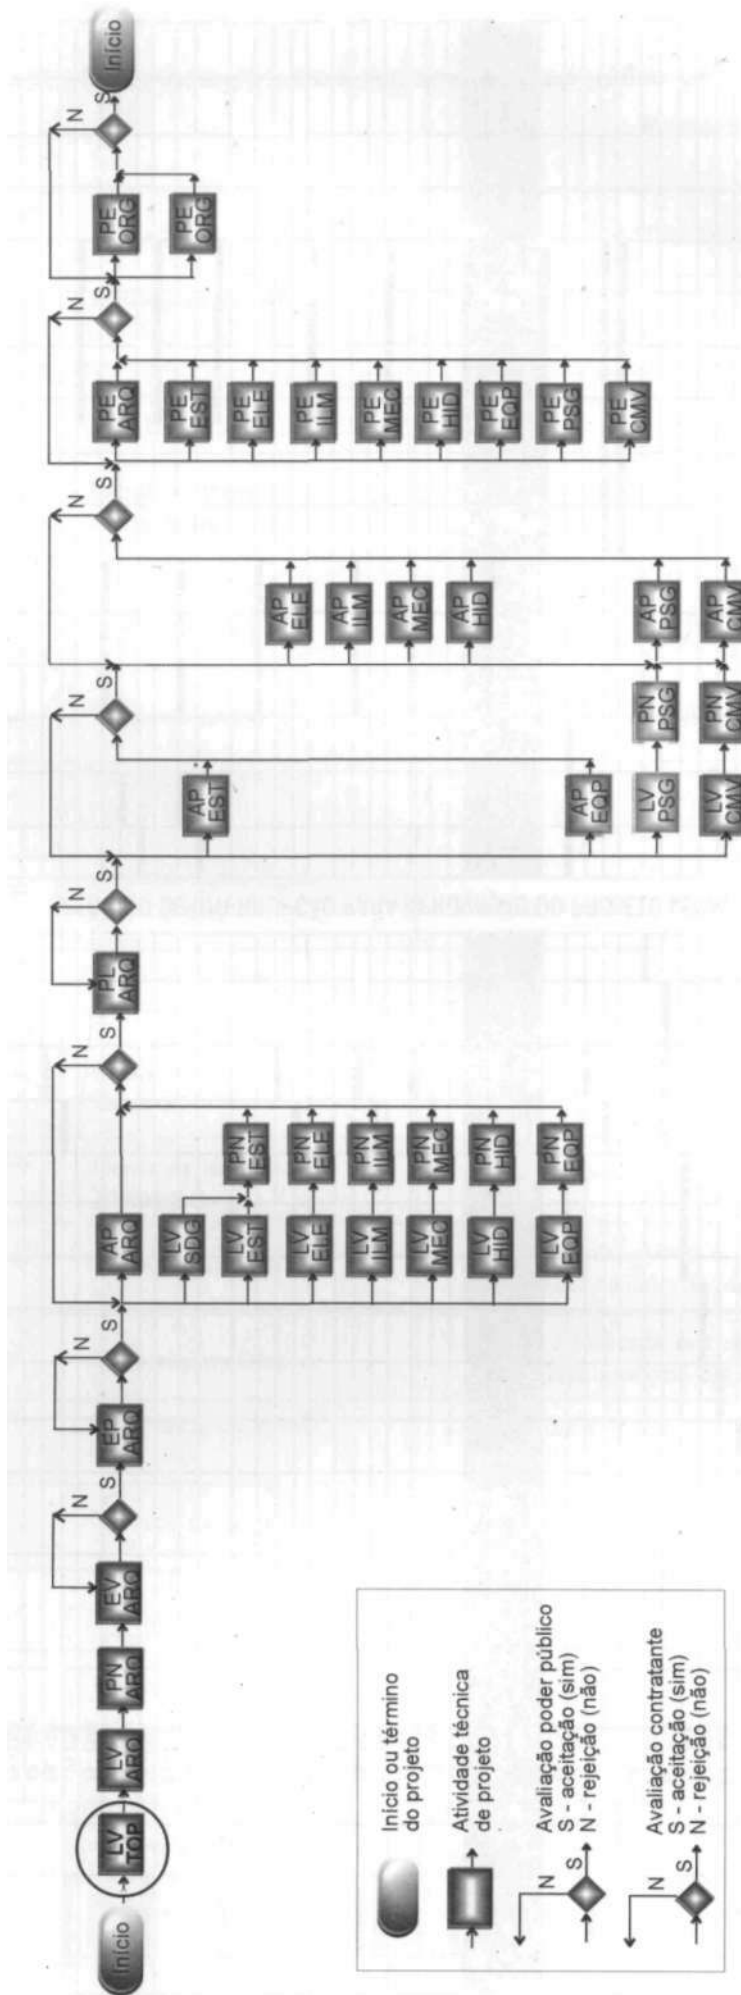 Início
LV
TOP
LV
ARQ
PN
ARQ
EV
ARQ
N
S
EP
ARQ
N
S
AP
ARQ
LV
SDG
LV
EST
PN
EST
LV
ELE
PN
ELE
LV
ILM
PN
ILM
LV
MEC
PN
MEC
LV
HID
PN
HID
LV
EQP
PN
EQP
N
S
PL
ARQ
N
S
AP
EST
AP
EQP
LV
PSG
PN
PSG
LV
CMV
PN
CMV
N
S
AP
ELE
AP
ILM
AP
MEC
AP
HID
AP
PSG
AP
CMV
N
S
PE
ARQ
PE
EST
PE
ELE
PE
ILM
PE
MEC
PE
HID
PE
EQP
PE
PSG
PE
CMV
N
S
PE
ORG
PE
ORG
N
S
Início
Início ou término
do projeto
Atividade técnica
de projeto
N
S
Avaliação poder público
S - aceitação (sim)
N - rejeição (não)
N
S
Avaliação contratante
S - aceitação (sim)
N - rejeição (não)